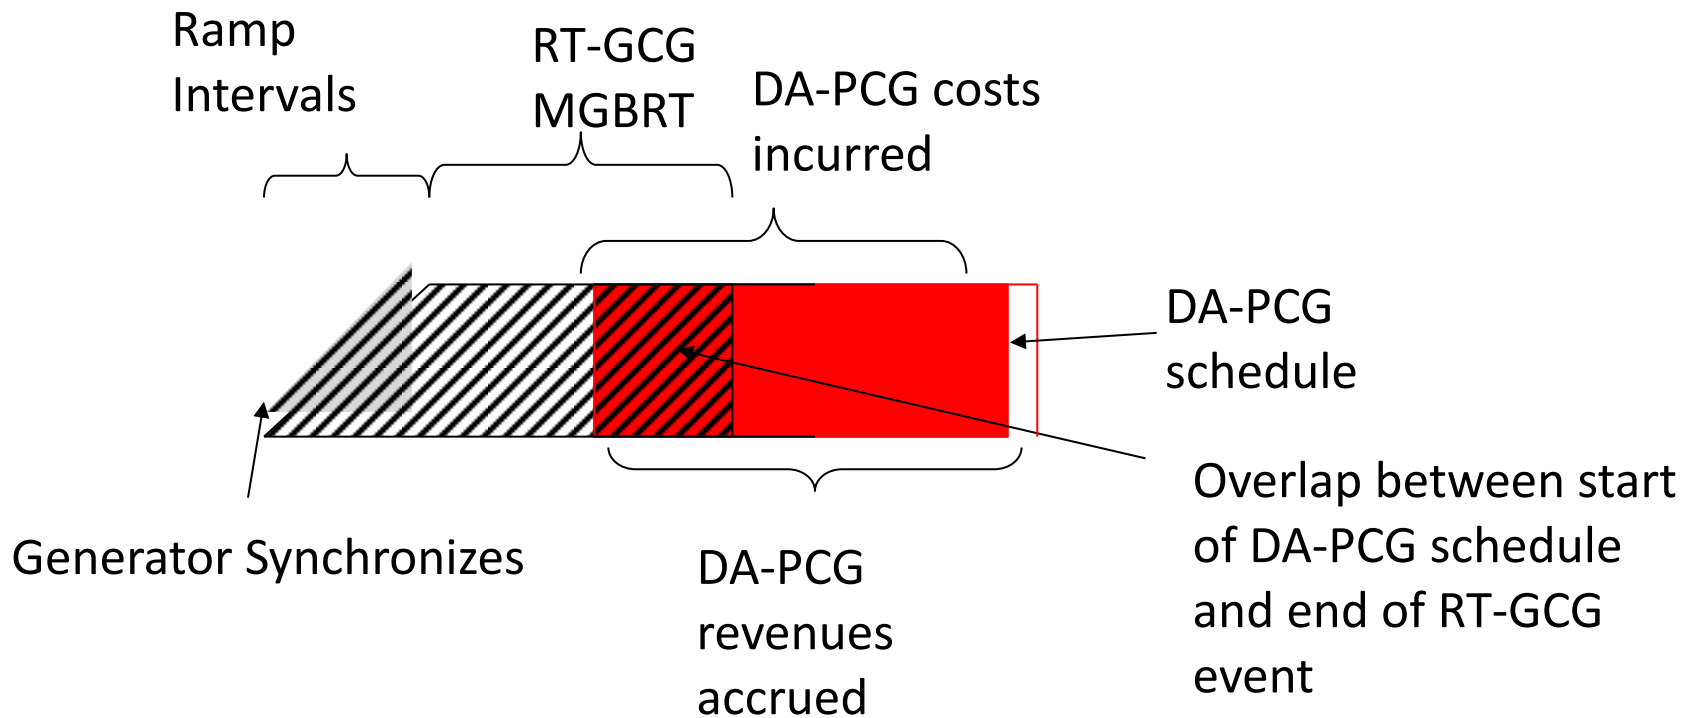 Ramp
Intervals
RT-GCG
MGBRT
DA-PCG costs
incurred
DA-PCG
schedule
Generator Synchronizes
DA-PCG
revenues
accrued
Overlap between start
of DA-PCG schedule
and end of RT-GCG
event